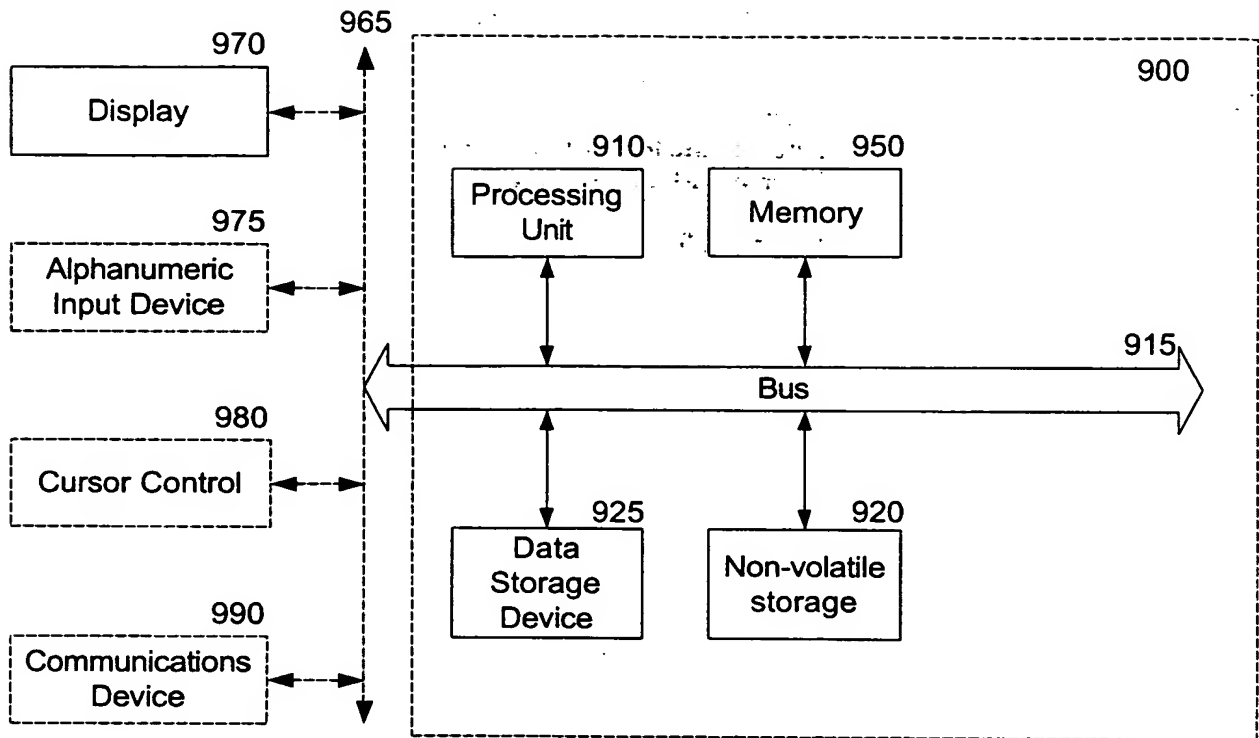 965
970
Display
900
910
Processing
Unit
950
Memory
975
Alphanumeric
Input Device
915
Bus
980
Cursor Control
925
Data
Storage
Device
920
Non-volatile
storage
990
Communications
Device